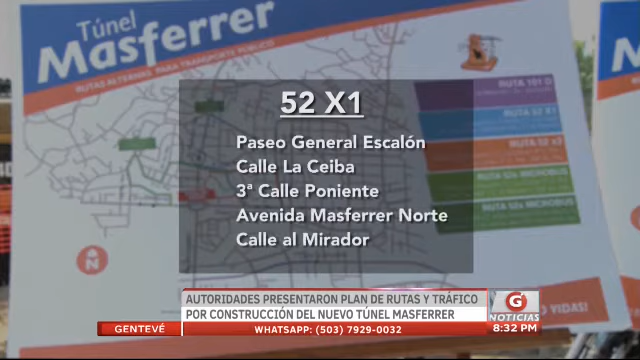 Túnel
Masferrer
RUTAS ALTERNAS PARA TRANSPORTE PÚBLICO
52 X1
Paseo General Escalón
Calle La Ceiba
3ª Calle Poniente
Avenida Masferrer Norte
Calle al Mirador
RUTA 101 D
RUTA 52 X1
RUTA 52 x2
RUTA 52s MICROBUS
RUTA 52s MICROBUS
N
VIDAS!
AUTORIDADES PRESENTARON PLAN DE RUTAS Y TRÁFICO
POR CONSTRUCCIÓN DEL NUEVO TÚNEL MASFERRER
G
NOTICIAS
GENTEVÉ
WHATSAPP: (503) 7929-0032
8:32 PM